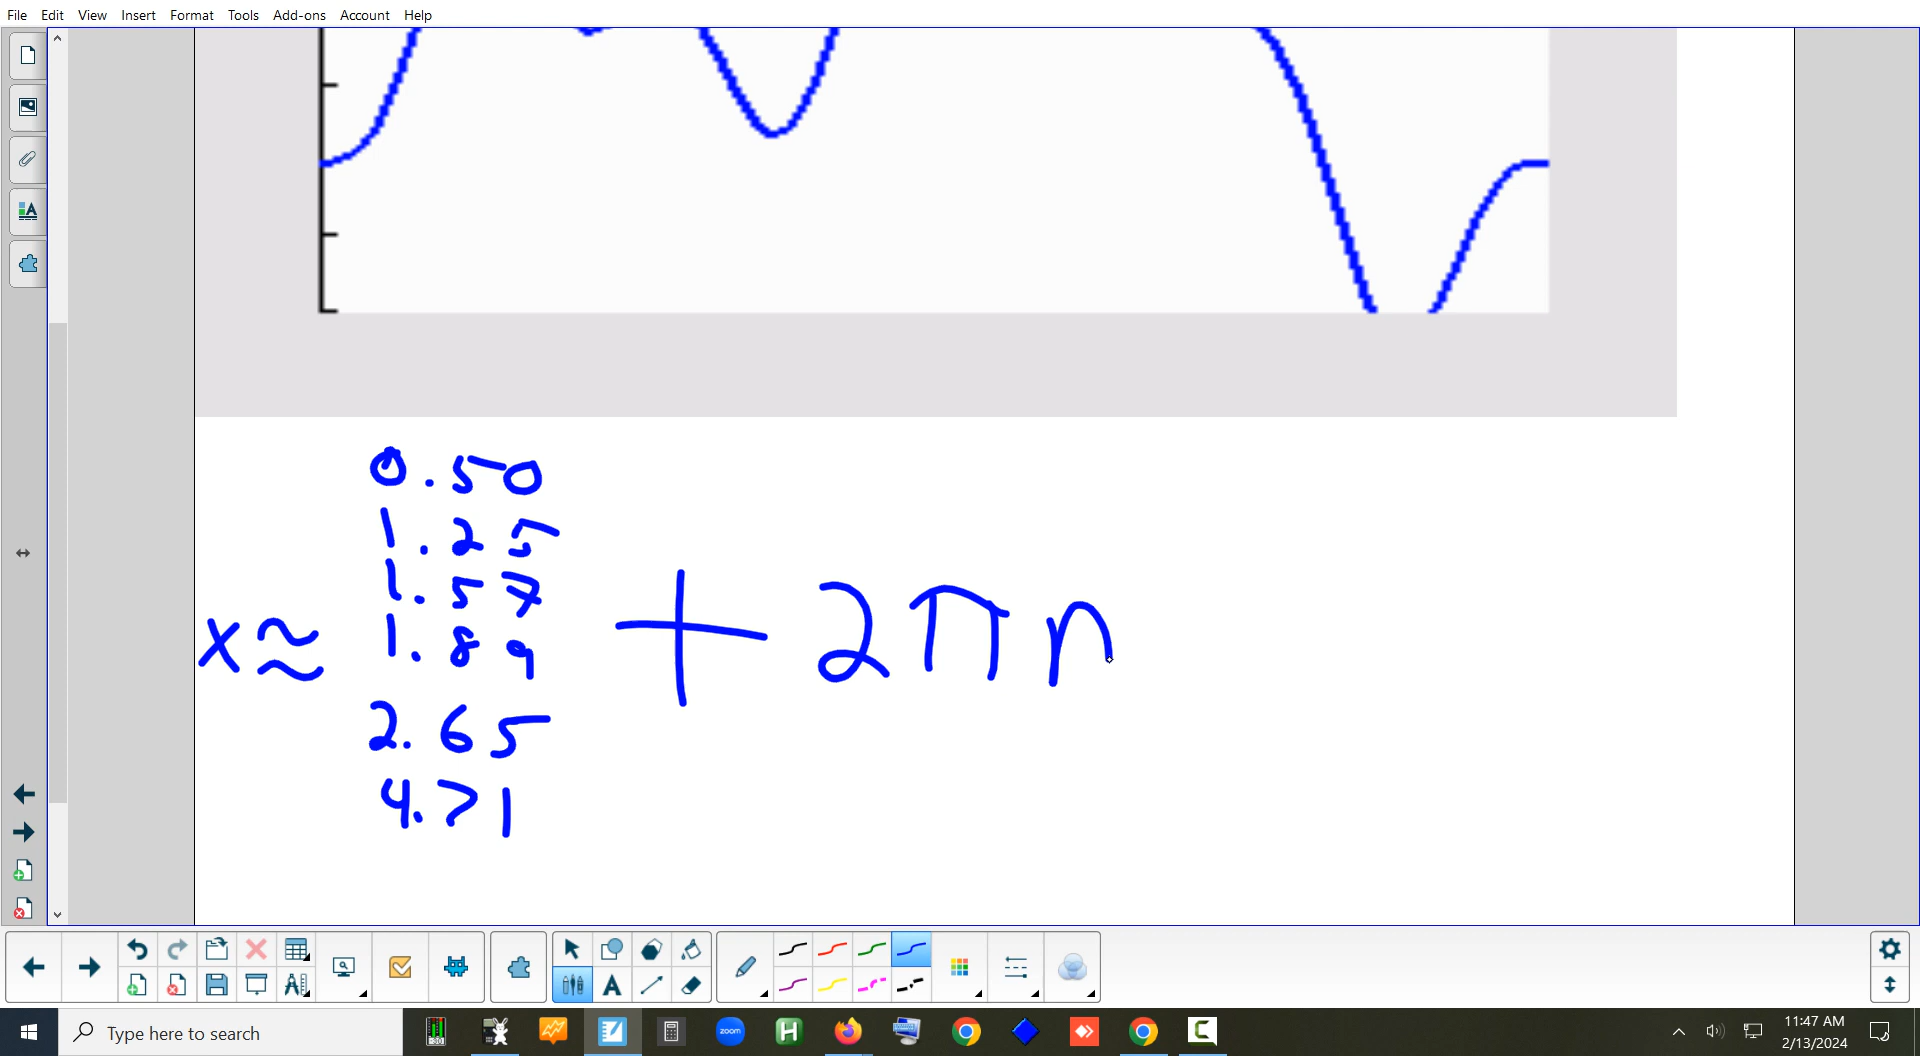 File Edit View Insert Format Tools Add-ons Account Help
0.50
1.25
1.57
x ≈ 1.89 + 2πn
2.65
4.71
A
A
zoom
H
C
Type here to search
11:47 AM
2/13/2024